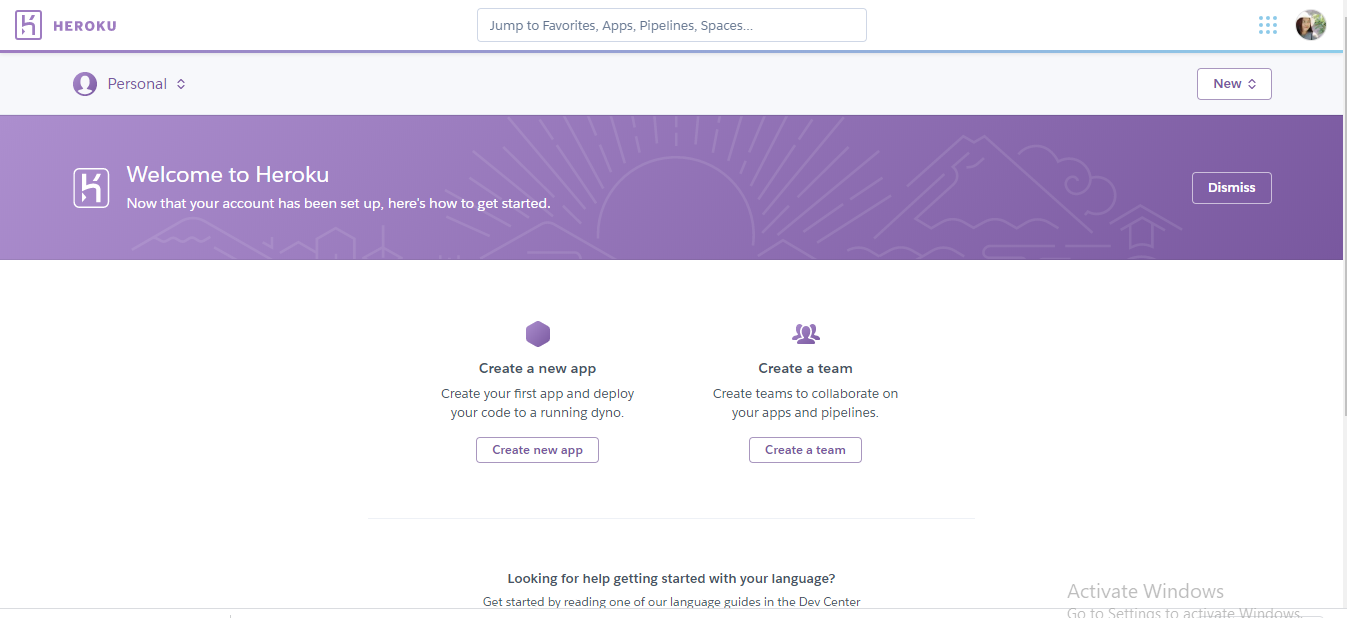 HEROKU
Jump to Favorites, Apps, Pipelines, Spaces...
Personal
New
Welcome to Heroku
Now that your account has been set up, here's how to get started.
Dismiss
Create a new app
Create your first app and deploy
your code to a running dyno.
Create new app
Create a team
Create teams to collaborate on
your apps and pipelines.
Create a team
Looking for help getting started with your language?
Get started by reading one of our language guides in the Dev Center
Activate Windows
Go to Settings to activate Windows.